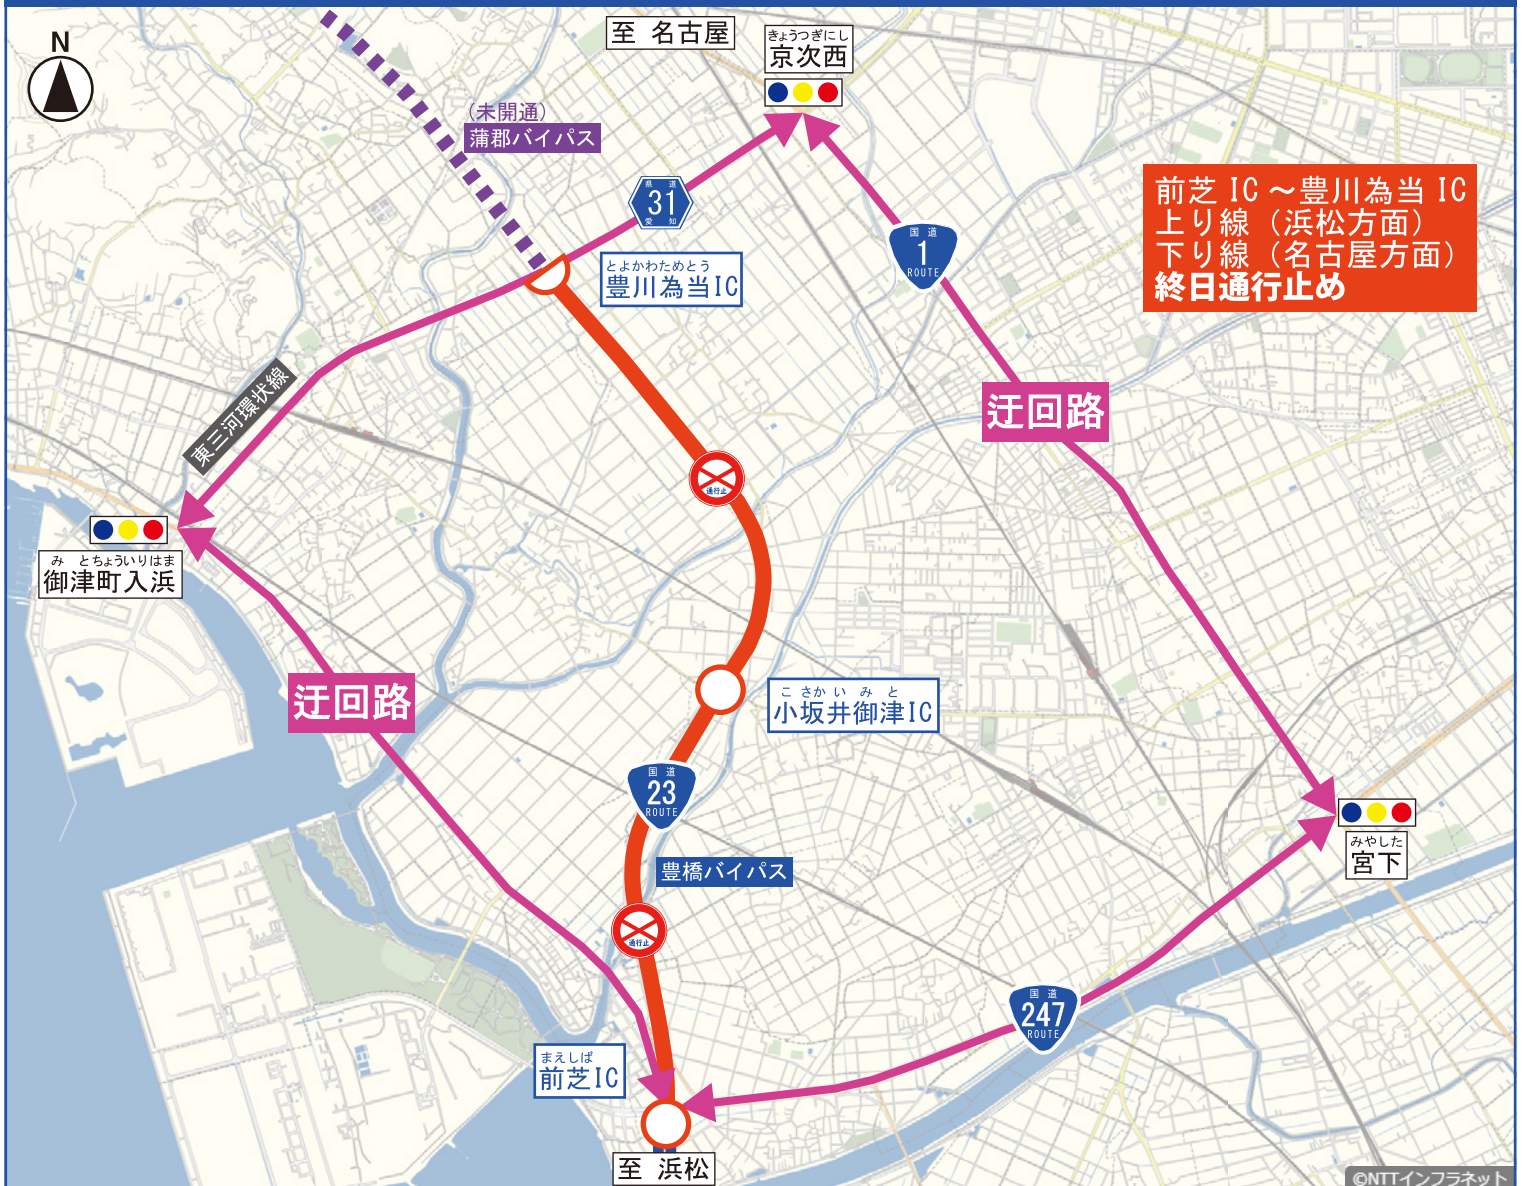 N
至 名古屋
きょうつぎにし
京次西
(未開通)
蒲郡バイパス
県 道
31
愛 知
国 道
1
ROUTE
前芝 IC ~豊川為当 IC
上り線(浜松方面)
下り線(名古屋方面)
終日通行止め
とよかわためとう
豊川為当IC
東三河環状線
迂回路
通行止
み とちょういりはま
御津町入浜
迂回路
こ さか い み と
小坂井御津IC
国 道
23
ROUTE
みやした
宮下
豊橋バイパス
通行止
国 道
247
ROUTE
まえしば
前芝IC
至 浜松
©NTTインフラネット